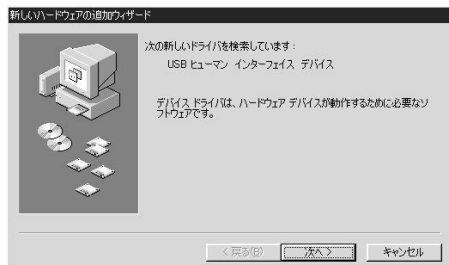 新しいハードウェアの追加ウィザード
次の新しいドライバを検索しています：
USB ヒューマン インターフェイス デバイス
デバイス ドライバは、ハードウェア デバイスが動作するために必要なソ
フトウェアです。
< 戻る(B)
次へ >
キャンセル